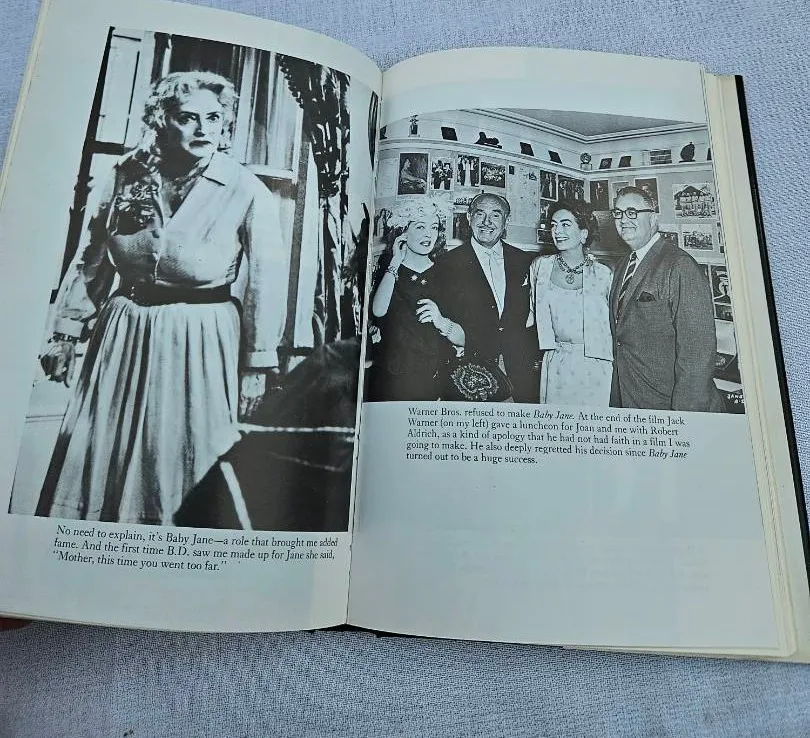 No need to explain, it's Baby Jane—a role that brought me added
fame. And the first time B.D. saw me made up for Jane she said,
"Mother, this time you went too far."
Warner Bros. refused to make Baby Jane. At the end of the film Jack
Warner (on my left) gave a luncheon for Joan and me with Robert
Aldrich, as a kind of apology that he had not had faith in a film I was
going to make. He also deeply regretted his decision since Baby Jane
turned out to be a huge success.